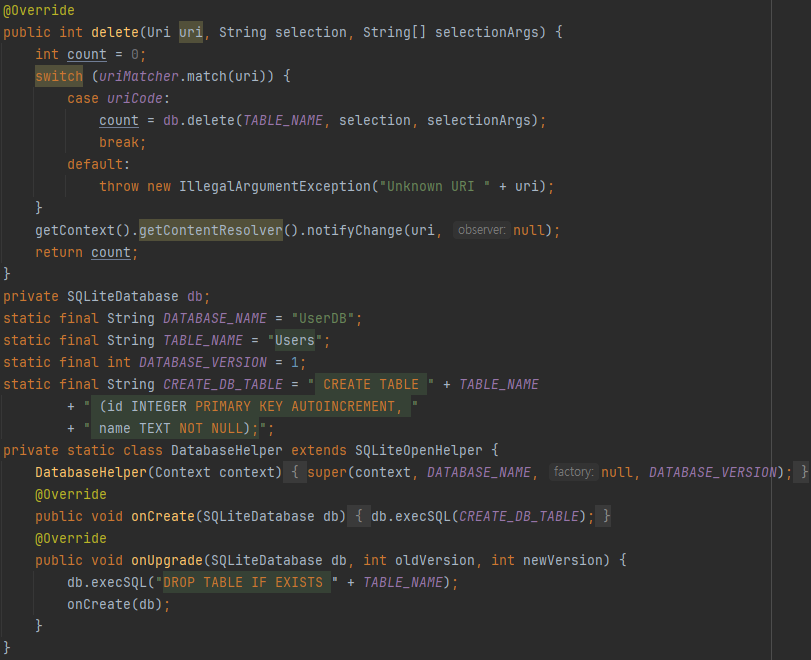 @Override
public int delete(Uri uri, String selection, String[] selectionArgs) {
    int count = 0;
    switch (uriMatcher.match(uri)) {
        case uriCode:
            count = db.delete(TABLE_NAME, selection, selectionArgs);
            break;
        default:
            throw new IllegalArgumentException("Unknown URI " + uri);
    }
    getContext().getContentResolver().notifyChange(uri, observer: null);
    return count;
}
private SQLiteDatabase db;
static final String DATABASE_NAME = "UserDB";
static final String TABLE_NAME = "Users";
static final int DATABASE_VERSION = 1;
static final String CREATE_DB_TABLE = " CREATE TABLE " + TABLE_NAME
        + " (id INTEGER PRIMARY KEY AUTOINCREMENT, "
        + " name TEXT NOT NULL);";
private static class DatabaseHelper extends SQLiteOpenHelper {
    DatabaseHelper(Context context) { super(context, DATABASE_NAME, factory: null, DATABASE_VERSION); }
    @Override
    public void onCreate(SQLiteDatabase db) { db.execSQL(CREATE_DB_TABLE); }
    @Override
    public void onUpgrade(SQLiteDatabase db, int oldVersion, int newVersion) {
        db.execSQL("DROP TABLE IF EXISTS " + TABLE_NAME);
        onCreate(db);
    }
}